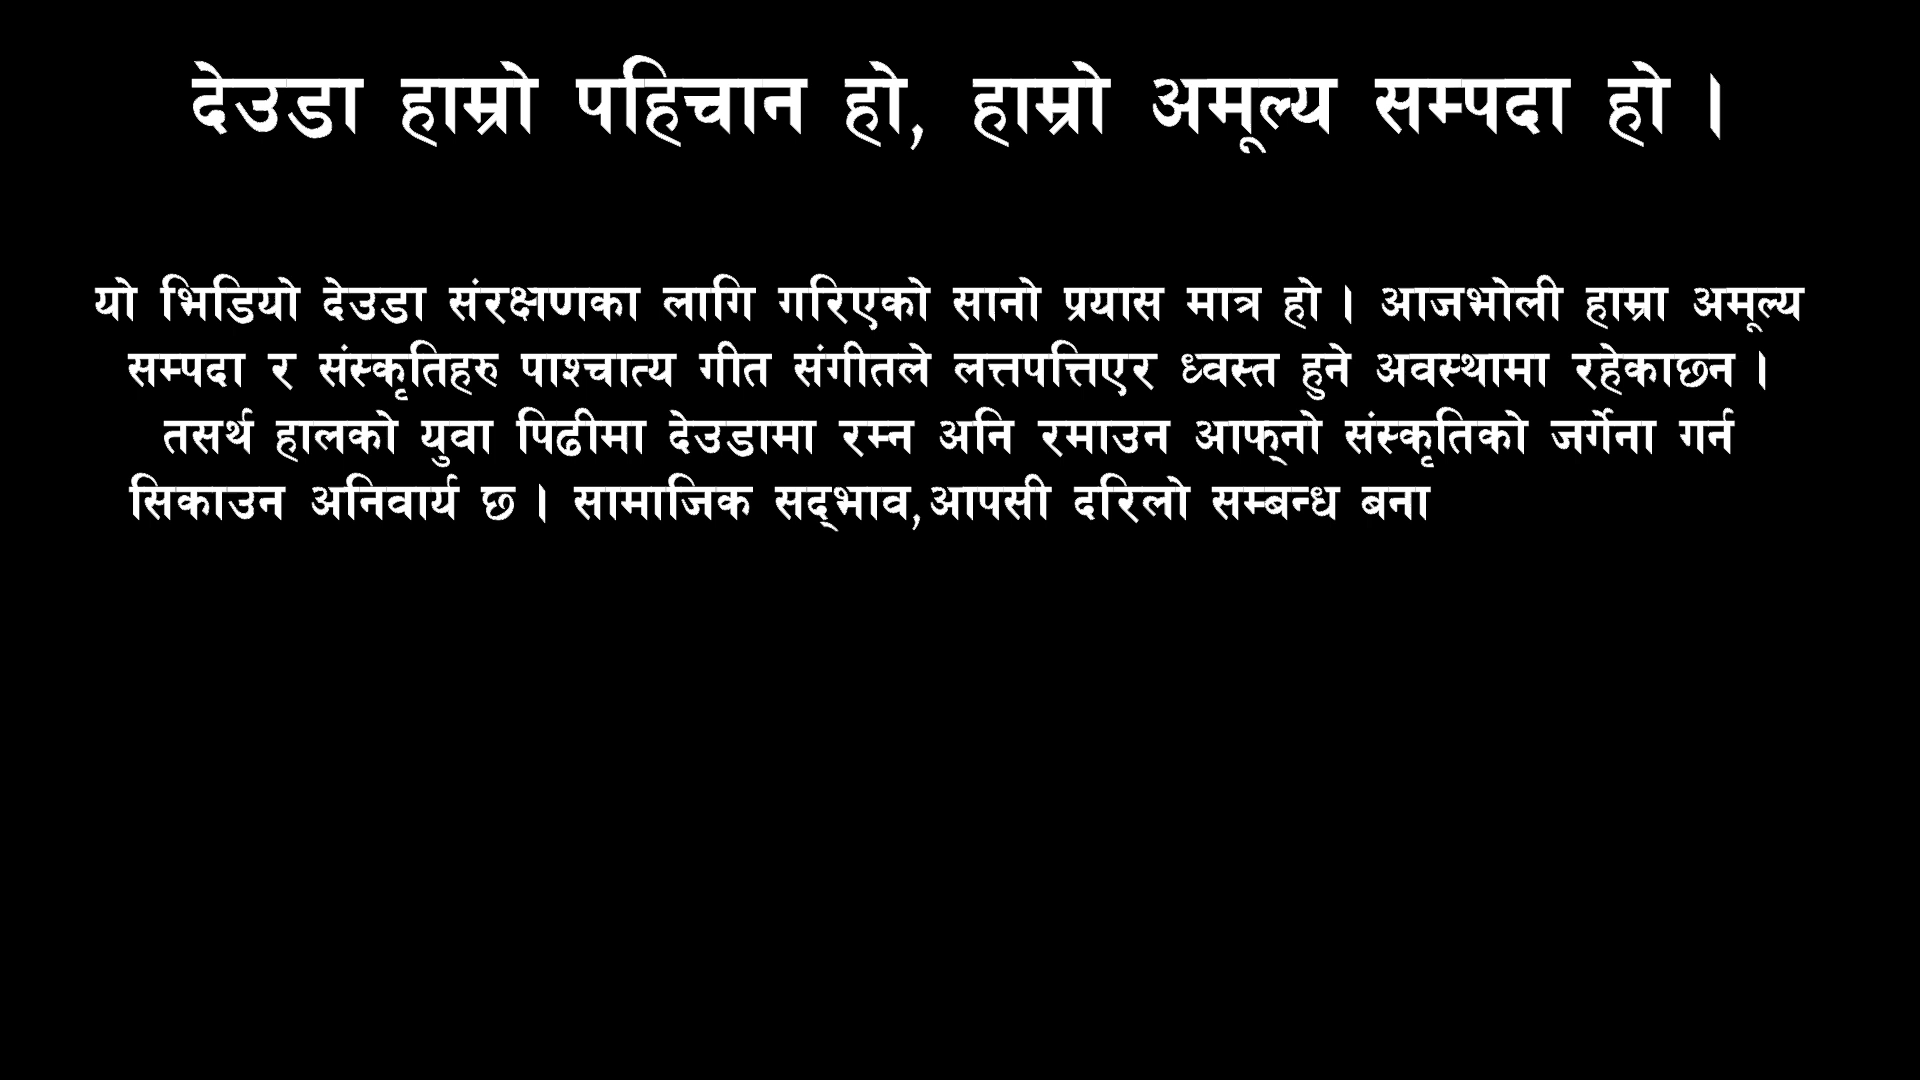 देउडा हाम्रो पहिचान हो, हाम्रो अमूल्य सम्पदा हो ।
यो भिडियो देउडा संरक्षणका लागि गरिएको सानो प्रयास मात्र हो । आजभोली हाम्रा अमूल्य
सम्पदा र संस्कृतिहरु पाश्चात्य गीत संगीतले लत्तपत्तिएर ध्वस्त हुने अवस्थामा रहेकाछन ।
तसर्थ हालको युवा पिढीमा देउडामा रम्न अनि रमाउन आफ्‌नो संस्कृतिको जर्गेना गर्न
सिकाउन अनिवार्य छ । सामाजिक सद्‌भाव,आपसी दरिलो सम्बन्ध बना